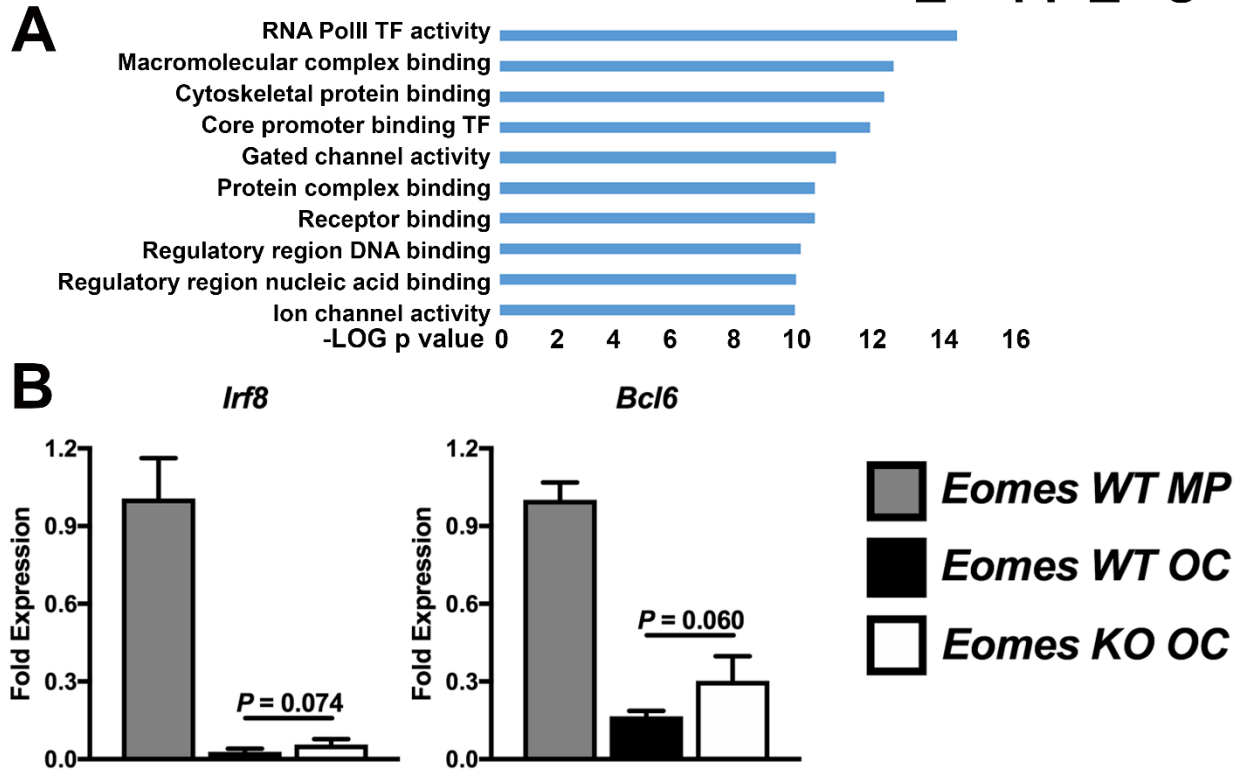 A
RNA PolII TF activity
Macromolecular complex binding
Cytoskeletal protein binding
Core promoter binding TF
Gated channel activity
Protein complex binding
Receptor binding
Regulatory region DNA binding
Regulatory region nucleic acid binding
Ion channel activity
-LOG p value 0 2 4 6 8 10 12 14 16
B
Irf8
Fold Expression
1.2
0.9
0.6
0.3
0.0
P = 0.074
Bcl6
Fold Expression
1.2
0.9
0.6
0.3
0.0
P = 0.060
Eomes WT MP
Eomes WT OC
Eomes KO OC